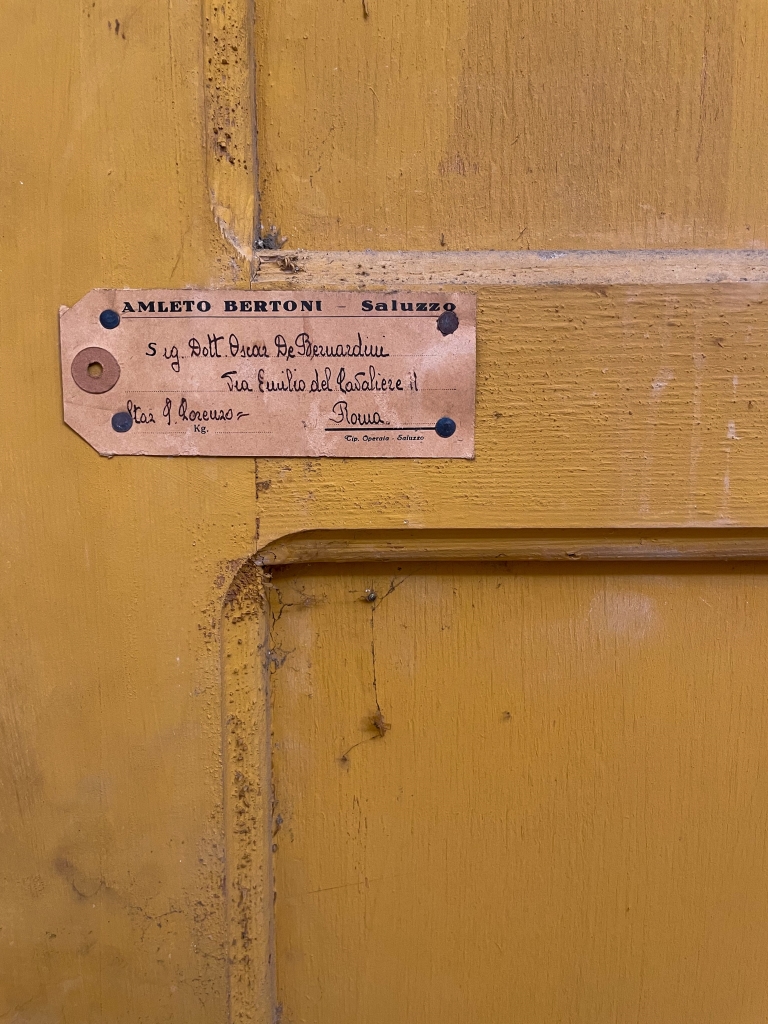 AMLETO BERTONI - Saluzzo
Sig. Dott. Oscar De Bernardini
Via Emilio del Cavaliere 11
Staz S. Lorenzo =
Roma
Kg.
Tip. Operaia - Saluzzo